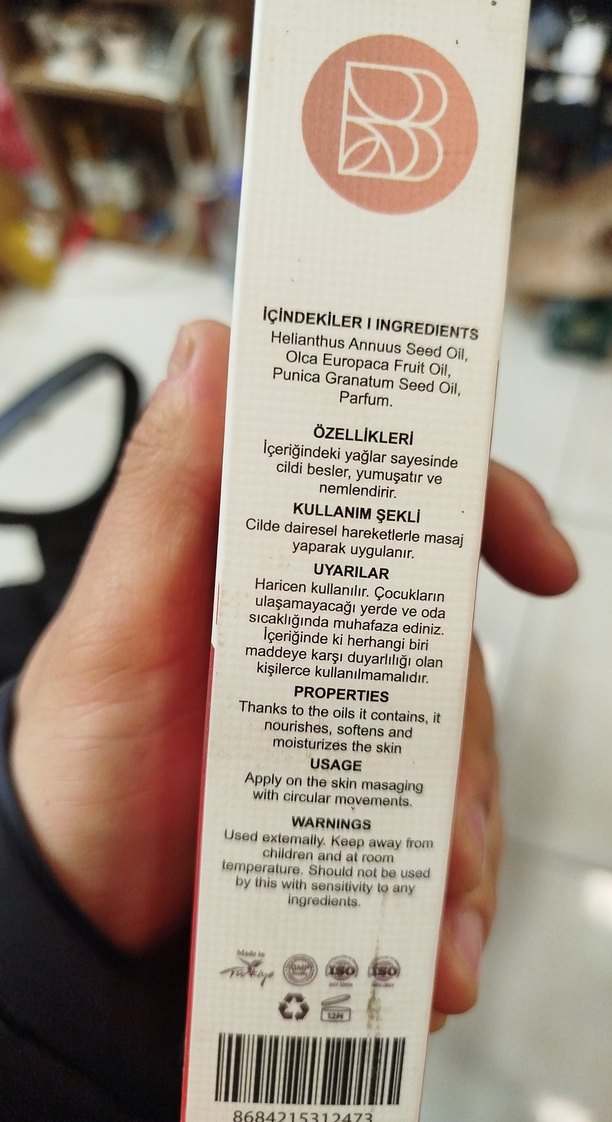 B
İÇİNDEKİLER I INGREDIENTS
Helianthus Annuus Seed Oil,
Olca Europaca Fruit Oil,
Punica Granatum Seed Oil,
Parfum.
ÖZELLİKLERİ
İçeriğindeki yağlar sayesinde
cildi besler, yumuşatır ve
nemlendirir.
KULLANIM ŞEKLİ
Cilde dairesel hareketlerle masaj
yaparak uygulanır.
UYARILAR
Haricen kullanılır. Çocukların
ulaşamayacağı yerde ve oda
sıcaklığında muhafaza ediniz.
İçeriğinde ki herhangi biri
maddeye karşı duyarlılığı olan
kişilerce kullanılmamalıdır.
PROPERTIES
Thanks to the oils it contains, it
nourishes, softens and
moisturizes the skin
USAGE
Apply on the skin masaging
with circular movements.
WARNINGS
Used extemally. Keep away from
children and at room
temperature. Should not be used
by this with sensitivity to any
ingredients.
Made in
Türkiye GMP ISO ISO
12M
8684215312473